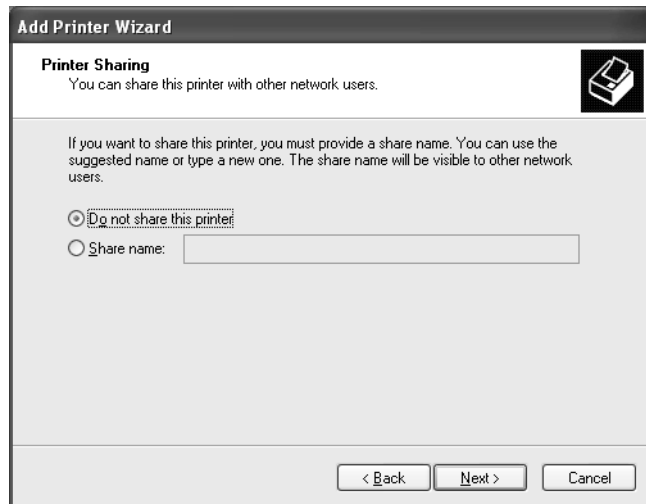 Add Printer Wizard
Printer Sharing
You can share this printer with other network users.
If you want to share this printer, you must provide a share name. You can use the
suggested name or type a new one. The share name will be visible to other network
users.
Do not share this printer
Share name:
< Back
Next >
Cancel